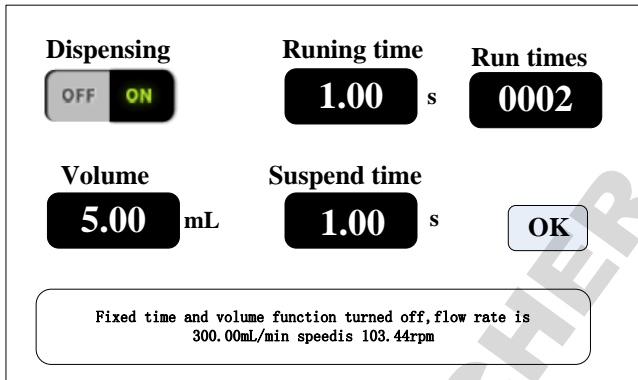 Dispensing
Runing time
Run times
OFF ON
1.00 s
0002
Volume
Suspend time
5.00 mL
1.00 s
OK
Fixed time and volume function turned off,flow rate is
300.00mL/min speedis 103.44rpm
CHER